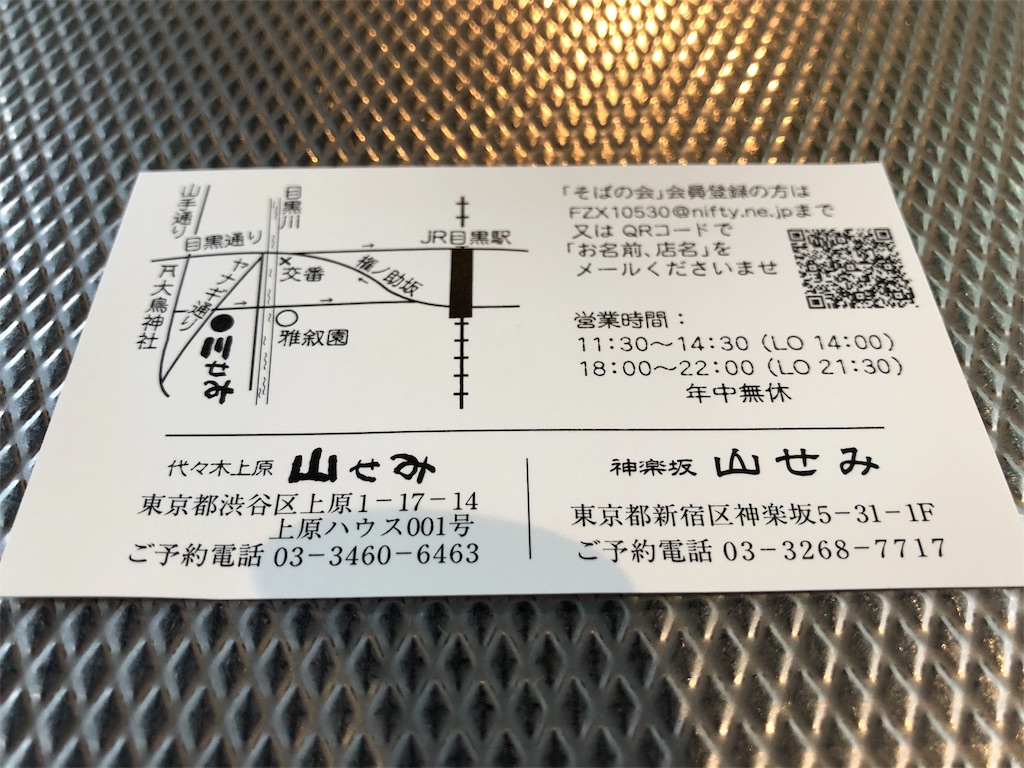 山手通り
目黒川
目黒通り
JR目黒駅
ヤナギ通り
交番
権ノ助坂
大鳥神社
山せみ
雅叙園
「そばの会」会員登録の方は
FZX10530@nifty.ne.jpまで
又は QRコードで
「お名前、店名」を
メールくださいませ
営業時間：
11:30〜14:30（LO 14:00）
18:00〜22:00（LO 21:30）
年中無休
代々木上原 山せみ
東京都渋谷区上原1−17−14
上原ハウス001号
ご予約電話 03−3460−6463
神楽坂 山せみ
東京都新宿区神楽坂5−31−1F
ご予約電話 03−3268−7717